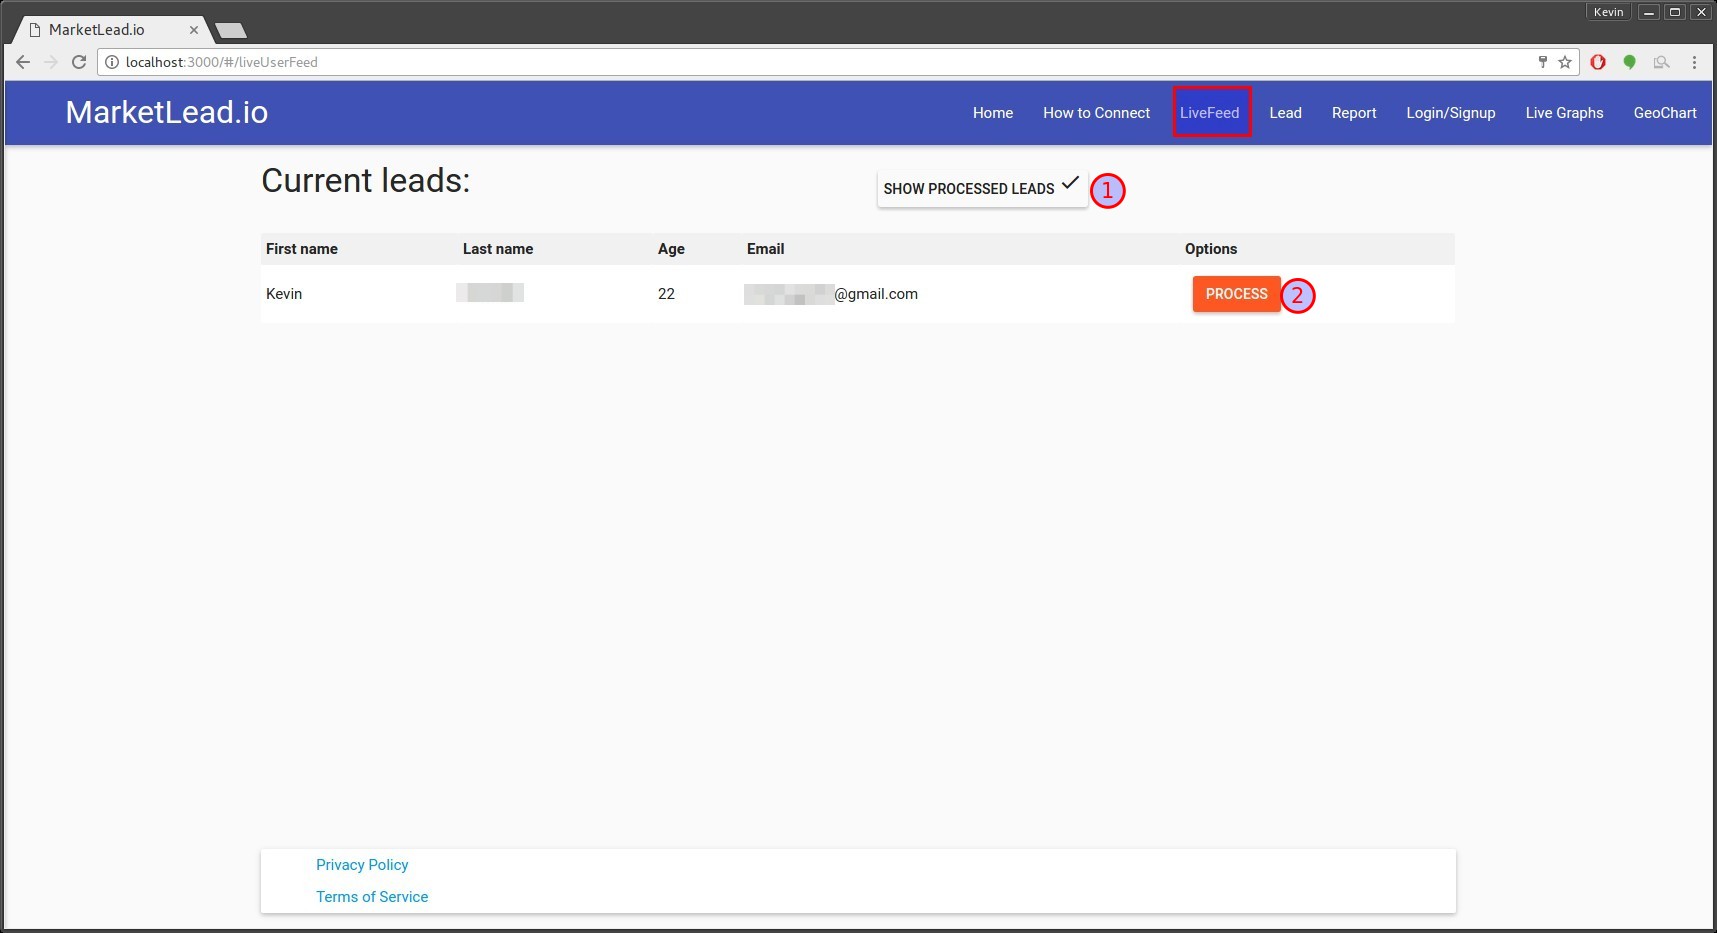 Kevin
MarketLead.io
localhost:3000/#/liveUserFeed
MarketLead.io Home How to Connect LiveFeed Lead Report Login/Signup Live Graphs GeoChart
Current leads: SHOW PROCESSED LEADS 1
First name Last name Age Email Options
Kevin 22 @gmail.com PROCESS 2
Privacy Policy
Terms of Service